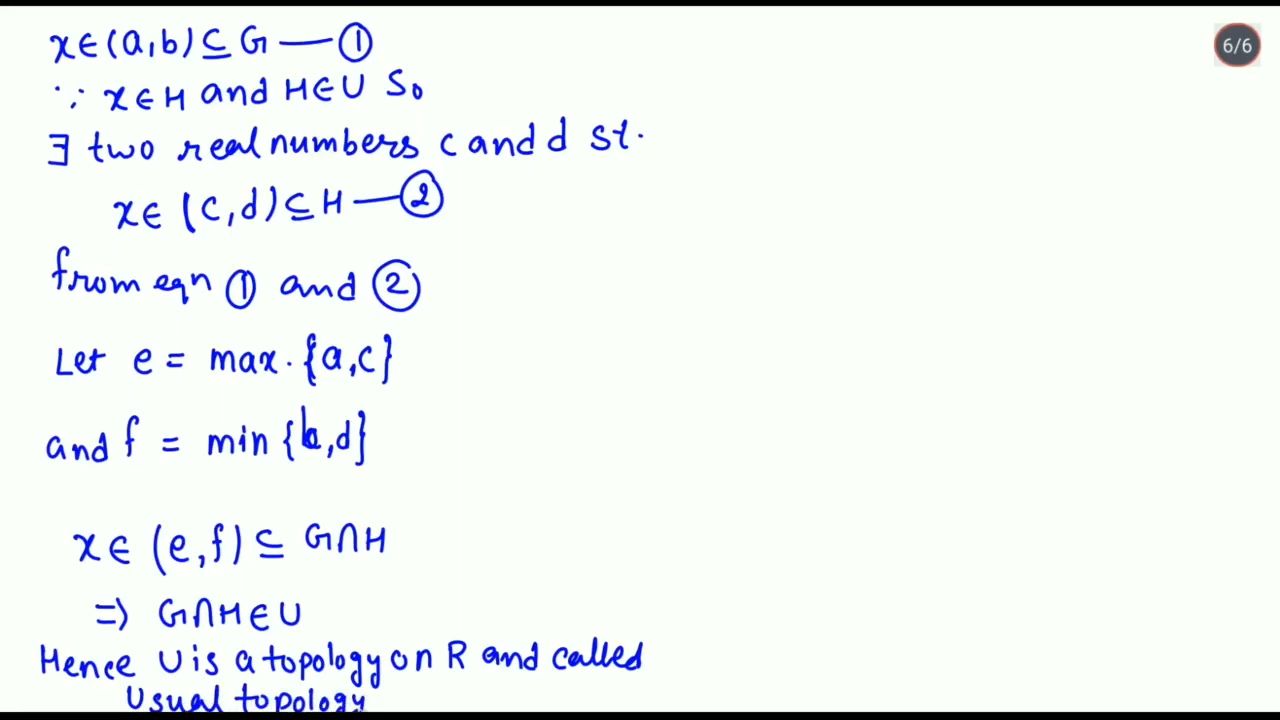 x∈(a,b)⊆G—①
∵ x∈H and H∈U So
∃ two real numbers c and d st.
x∈(c,d)⊆H—②
from eqn ① and ②
Let e = max.{a,c}
and f = min{b,d}
x∈(e,f)⊆G∩H
⇒ G∩H∈U
Hence U is a topology on R and called
Usual topology
6/6